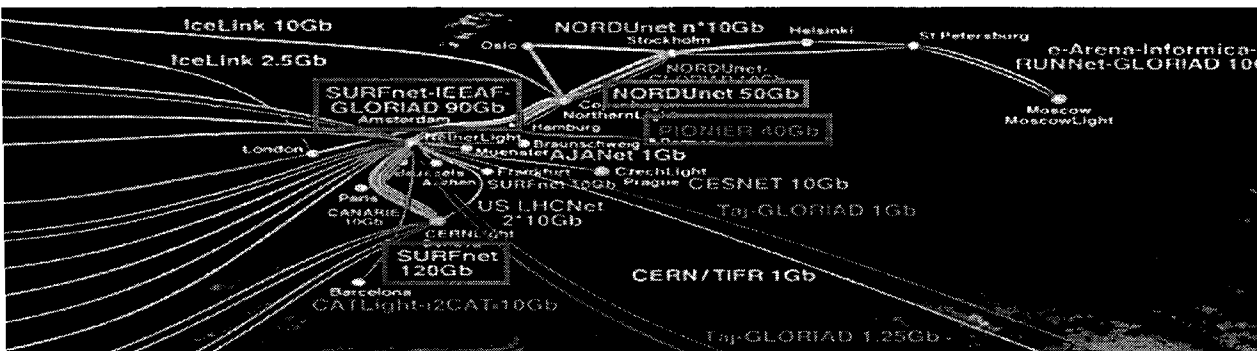 IceLink 10Gb
NORDUnet n*10Gb
Helsinki
Oslo
Stockholm
St Petersburg
IceLink 2.5Gb
e-Arena-Informica-
RUNNet-GLORIAD
NORDUnet-
SURFnet-IEEAF-
GLORIAD 90Gb
Amsterdam
NORDUnet 50Gb
Moscow
MoscowLight
Hamburg
PIONIER 40Gb
NetherLight
Braunschweig
London
Muenster
AJANet 1Gb
Frankfurt
CzechLight
Prague
SURFnet 10Gb
CESNET 10Gb
Paris
CANARIE
10Gb
US LHCNet
2*10Gb
Taj-GLORIAD 1Gb
CERNLight
SURFnet
120Gb
CERN/TIFR 1Gb
Barcelona
CATLight-i2CAT-10Gb
Taj-GLORIAD 1.25Gb